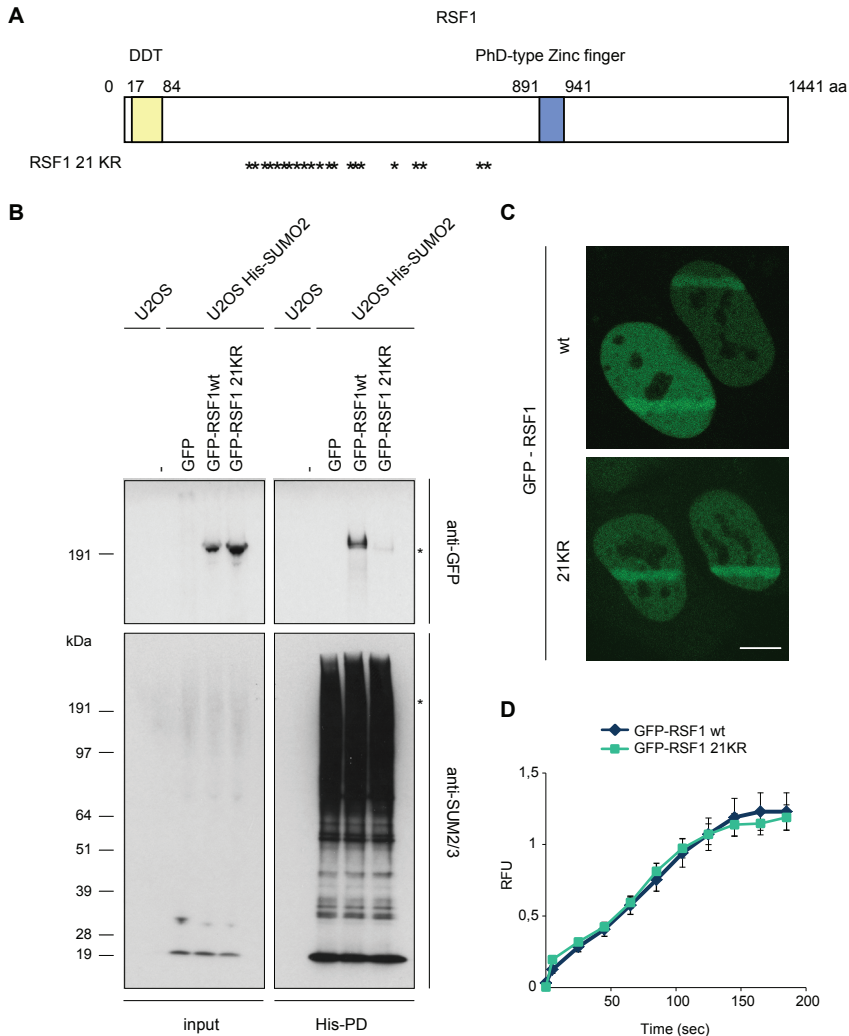 A
RSF1
DDT
PhD-type Zinc finger
0 17 84 891 941 1441 aa
RSF1 21 KR
** ********** *** * ** **
B
U2OS
U2OS His-SUMO2
U2OS
U2OS His-SUMO2
-
GFP
GFP-RSF1wt
GFP-RSF1 21KR
-
GFP
GFP-RSF1wt
GFP-RSF1 21KR
191
*
anti-GFP
kDa
191
97
64
51
39
28
19
*
anti-SUM2/3
input
His-PD
C
GFP - RSF1
wt
21KR
D
GFP-RSF1 wt
GFP-RSF1 21KR
1,5
1
0,5
0
RFU
50 100 150 200
Time (sec)